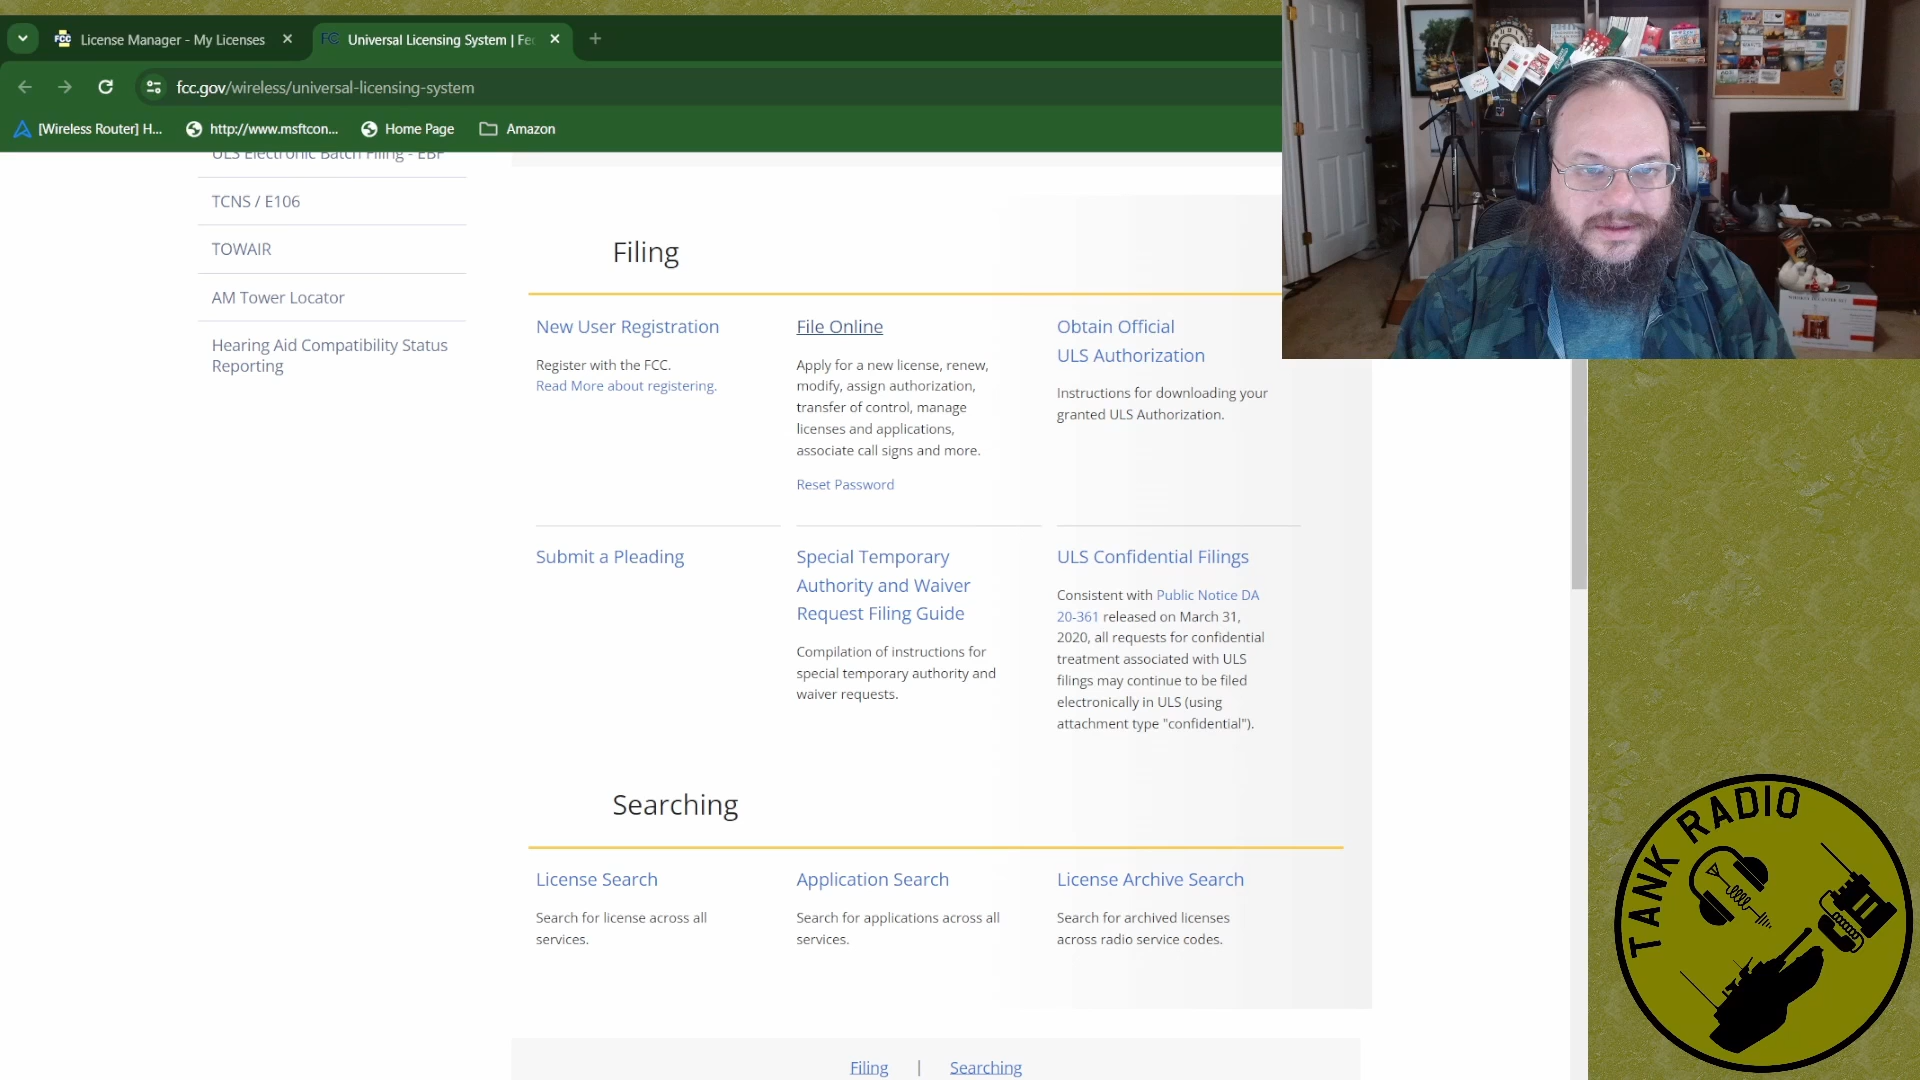 License Manager - My Licenses
Universal Licensing System | Fe
fcc.gov/wireless/universal-licensing-system
[Wireless Router] H...
http://www.msftcon...
Home Page
Amazon
ULS Electronic Batch Filing - EBF
TCNS / E106
TOWAIR
AM Tower Locator
Hearing Aid Compatibility Status
Reporting
Filing
New User Registration
Register with the FCC.
Read More about registering.
File Online
Apply for a new license, renew,
modify, assign authorization,
transfer of control, manage
licenses and applications,
associate call signs and more.
Reset Password
Obtain Official
ULS Authorization
Instructions for downloading your
granted ULS Authorization.
Submit a Pleading
Special Temporary
Authority and Waiver
Request Filing Guide
Compilation of instructions for
special temporary authority and
waiver requests.
ULS Confidential Filings
Consistent with Public Notice DA
20-361 released on March 31,
2020, all requests for confidential
treatment associated with ULS
filings may continue to be filed
electronically in ULS (using
attachment type "confidential").
Searching
License Search
Search for license across all
services.
Application Search
Search for applications across all
services.
License Archive Search
Search for archived licenses
across radio service codes.
Filing | Searching
TANK RADIO